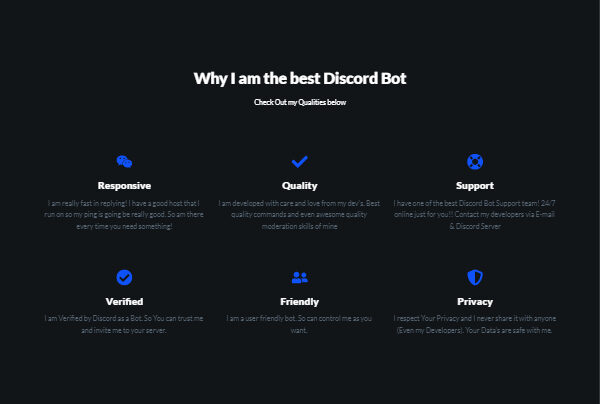 Why I am the best Discord Bot
Check Out my Qualities below
Responsive
I am really fast in replying! I have a good host that I
run on so my ping is going be really good. So am there
every time you need something!
Quality
I am developed with care and love from my dev's. Best
quality commands and even awesome quality
moderation skills of mine
Support
I have one of the best Discord Bot Support team! 24/7
online just for you!! Contact my developers via E-mail
& Discord Server
Verified
I am Verified by Discord as a Bot. So You can trust me
and invite me to your server.
Friendly
I am a user friendly bot. So can control me as you
want.
Privacy
I respect Your Privacy and I never share it with anyone
(Even my Developers). Your Data's are safe with me.